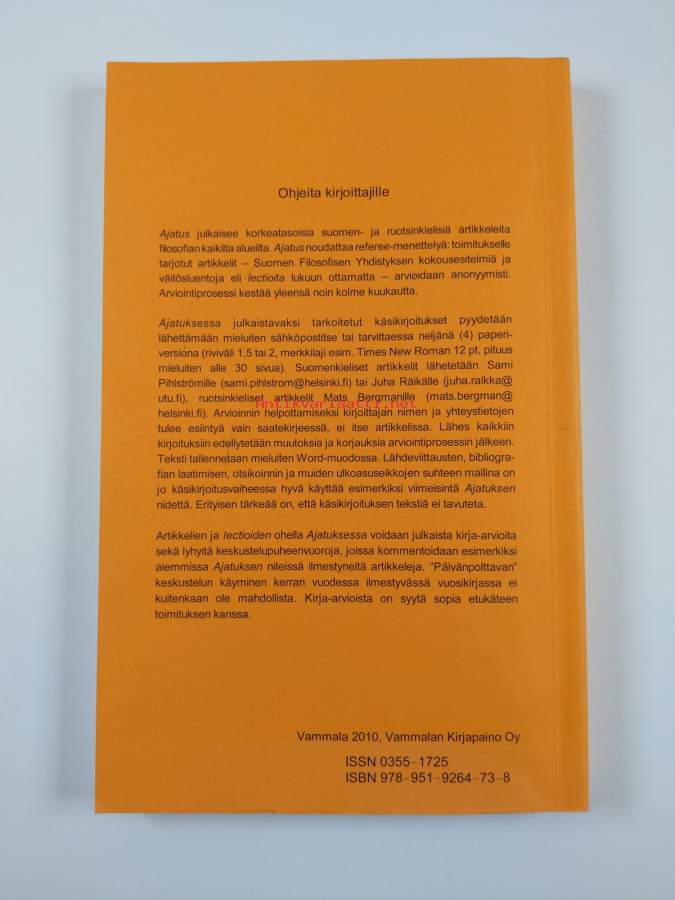 Ohjeita kirjoittajille
Ajatus julkaisee korkeatasoisia suomen- ja ruotsinkielisiä artikkeleita
filosofian kaikilta alueilta. Ajatus noudattaa referee-menettelyä: toimitukselle
tarjotut artikkelit – Suomen Filosofisen Yhdistyksen kokousesitelmiä ja
väitösluentoja eli lectioita lukuun ottamatta – arvioidaan anonyymisti.
Arviointiprosessi kestää yleensä noin kolme kuukautta.
Ajatuksessa julkaistavaksi tarkoitetut käsikirjoitukset pyydetään
lähettämään mieluiten sähköpostitse tai tarvittaessa neljänä (4) paperi-
versiona (riviväli 1,5 tai 2, merkkilaji esim. Times New Roman 12 pt, pituus
mieluiten alle 30 sivua). Suomenkieliset artikkelit lähetetään Sami
Pihlströmille (sami.pihlstrom@helsinki.fi) tai Juha Räikälle (juha.raikka@
utu.fi), ruotsinkieliset artikkelit Mats Bergmanille (mats.bergman@
Antikvariaatti.net
helsinki.fi). Arvioinnin helpottamiseksi kirjoittajan nimen ja yhteystietojen
tulee esiintyä vain saatekirjeessä, ei itse artikkelissa. Lähes kaikkiin
kirjoituksiin edellytetään muutoksia ja korjauksia arviointiprosessin jälkeen.
Teksti tallennetaan mieluiten Word-muodossa. Lähdeviittausten, bibliogra-
fian laatimisen, otsikoinnin ja muiden ulkoasuseikkojen suhteen mallina on
jo käsikirjoitusvaiheessa hyvä käyttää esimerkiksi viimeisintä Ajatuksen
nidettä. Erityisen tärkeää on, että käsikirjoituksen tekstiä ei tavuteta.
Artikkelien ja lectioiden ohella Ajatuksessa voidaan julkaista kirja-arvioita
sekä lyhyitä keskustelupuheenvuoroja, joissa kommentoidaan esimerkiksi
aiemmissa Ajatuksen niteissä ilmestyneitä artikkeleja. "Päivänpolttavan"
keskustelun käyminen kerran vuodessa ilmestyvässä vuosikirjassa ei
kuitenkaan ole mahdollista. Kirja-arvioista on syytä sopia etukäteen
toimituksen kanssa.
Vammala 2010, Vammalan Kirjapaino Oy
ISSN 0355-1725
ISBN 978-951-9264-73-8